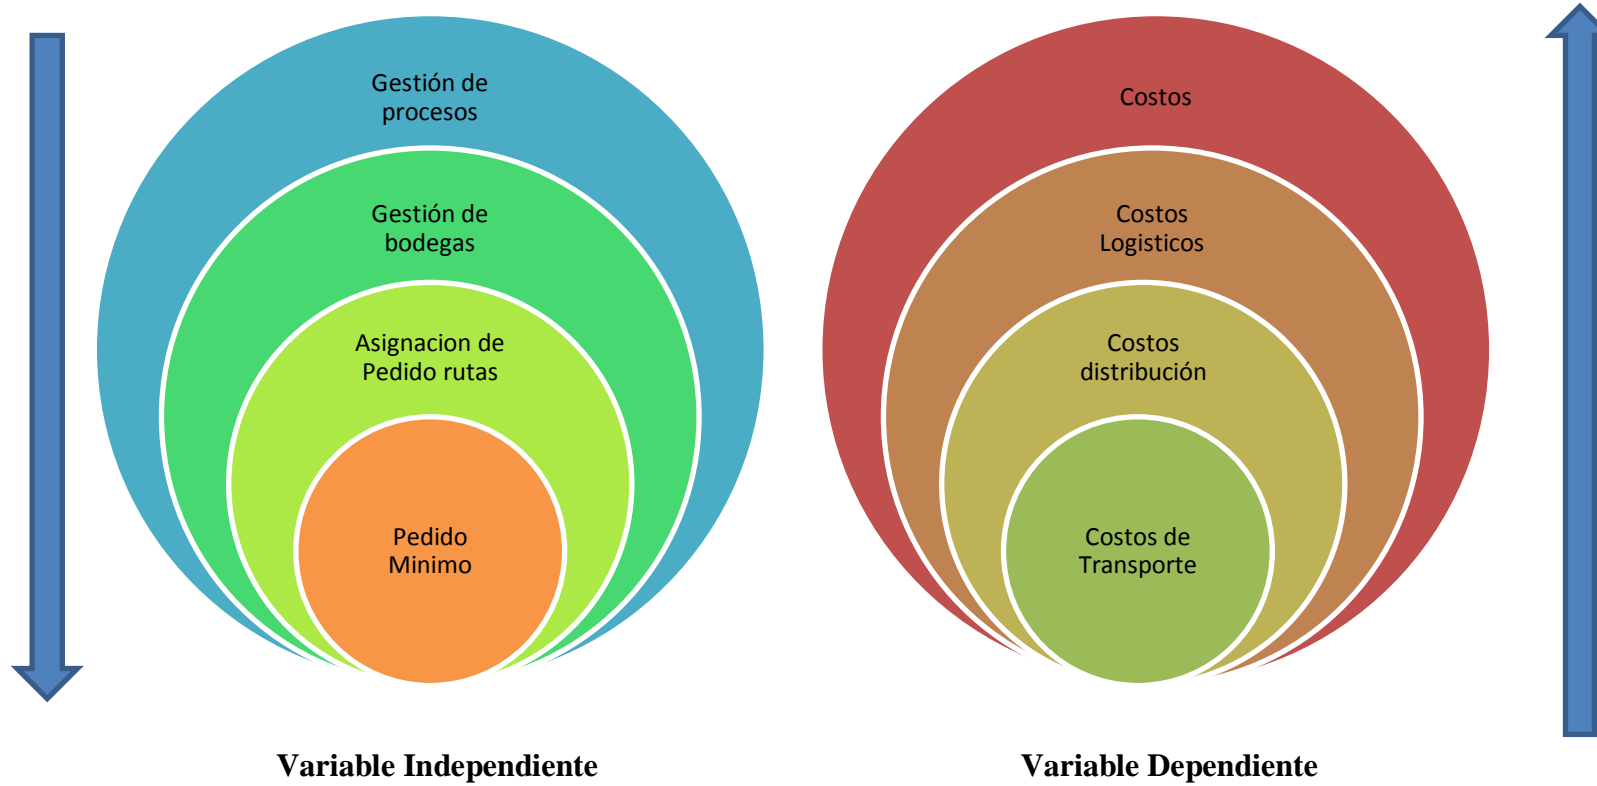 Gestión de
procesos
Gestión de
bodegas
Asignacion de
Pedido rutas
Pedido
Minimo
Costos
Costos
Logisticos
Costos
distribución
Costos de
Transporte
Variable Independiente
Variable Dependiente